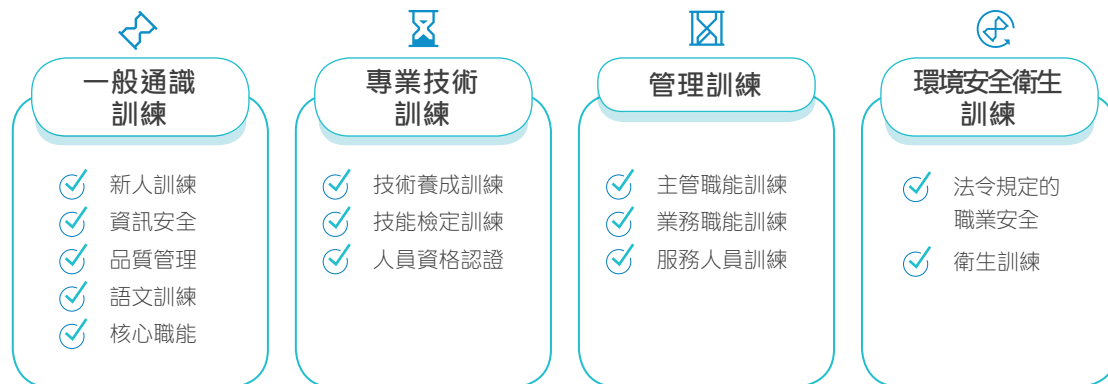 一般通識
訓練
新人訓練
資訊安全
品質管理
語文訓練
核心職能
專業技術
訓練
技術養成訓練
技能檢定訓練
人員資格認證
管理訓練
主管職能訓練
業務職能訓練
服務人員訓練
環境安全衛生
訓練
法令規定的
職業安全
衛生訓練